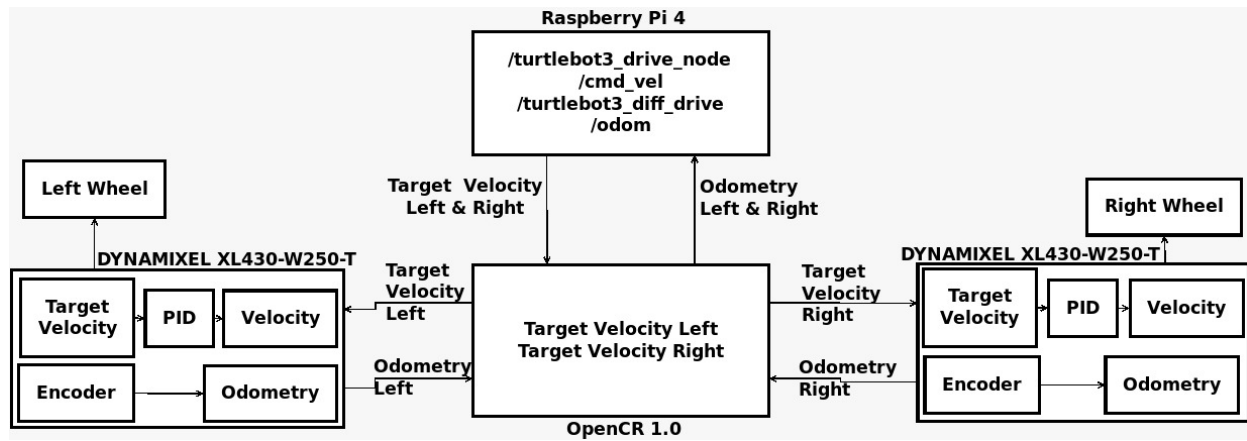 Raspberry Pi 4
/turtlebot3_drive_node
/cmd_vel
/turtlebot3_diff_drive
/odom
Target Velocity
Left & Right
Odometry
Left & Right
Left Wheel
DYNAMIXEL XL430-W250-T
Target
Velocity
PID
Velocity
Encoder
Odometry
Target
Velocity
Left
Odometry
Left
Target Velocity Left
Target Velocity Right
OpenCR 1.0
Target
Velocity
Right
Odometry
Right
Right Wheel
DYNAMIXEL XL430-W250-T
Target
Velocity
PID
Velocity
Encoder
Odometry